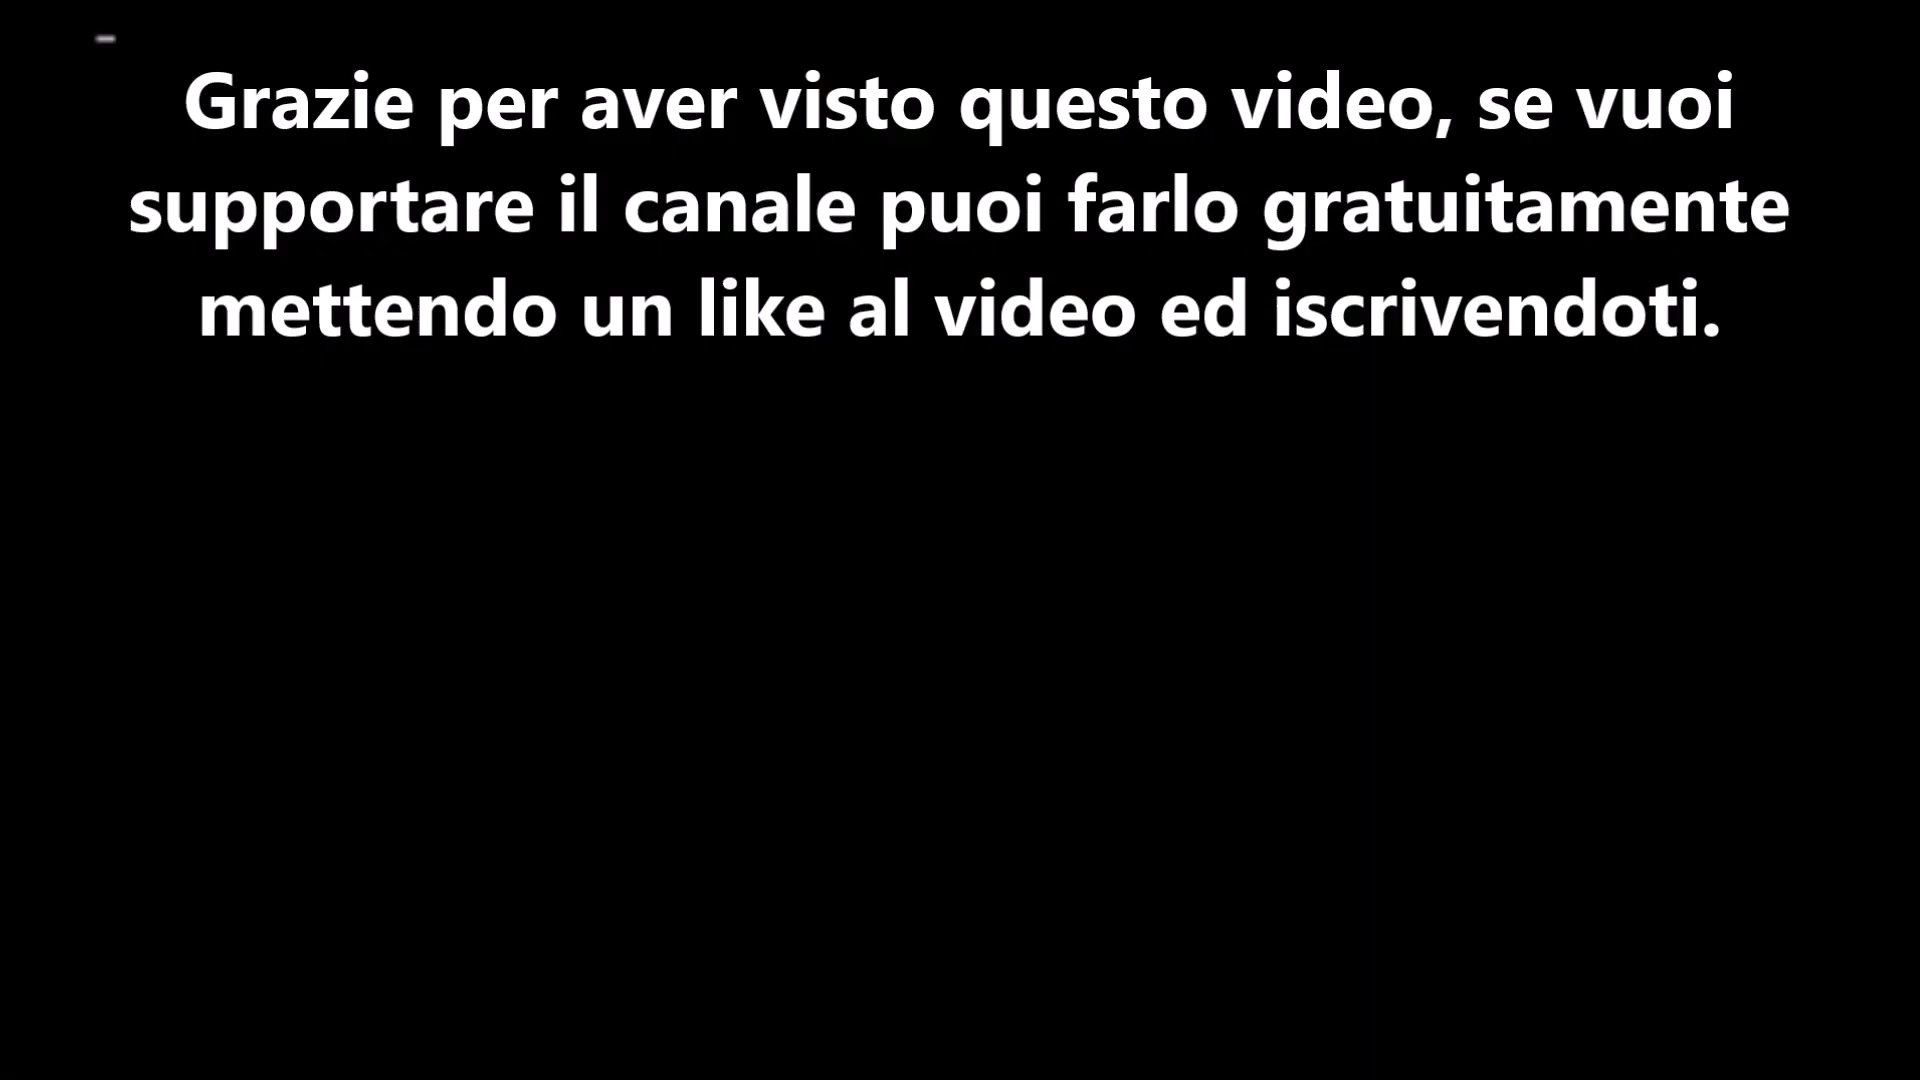 Grazie per aver visto questo video, se vuoi
supportare il canale puoi farlo gratuitamente
mettendo un like al video ed iscrivendoti.